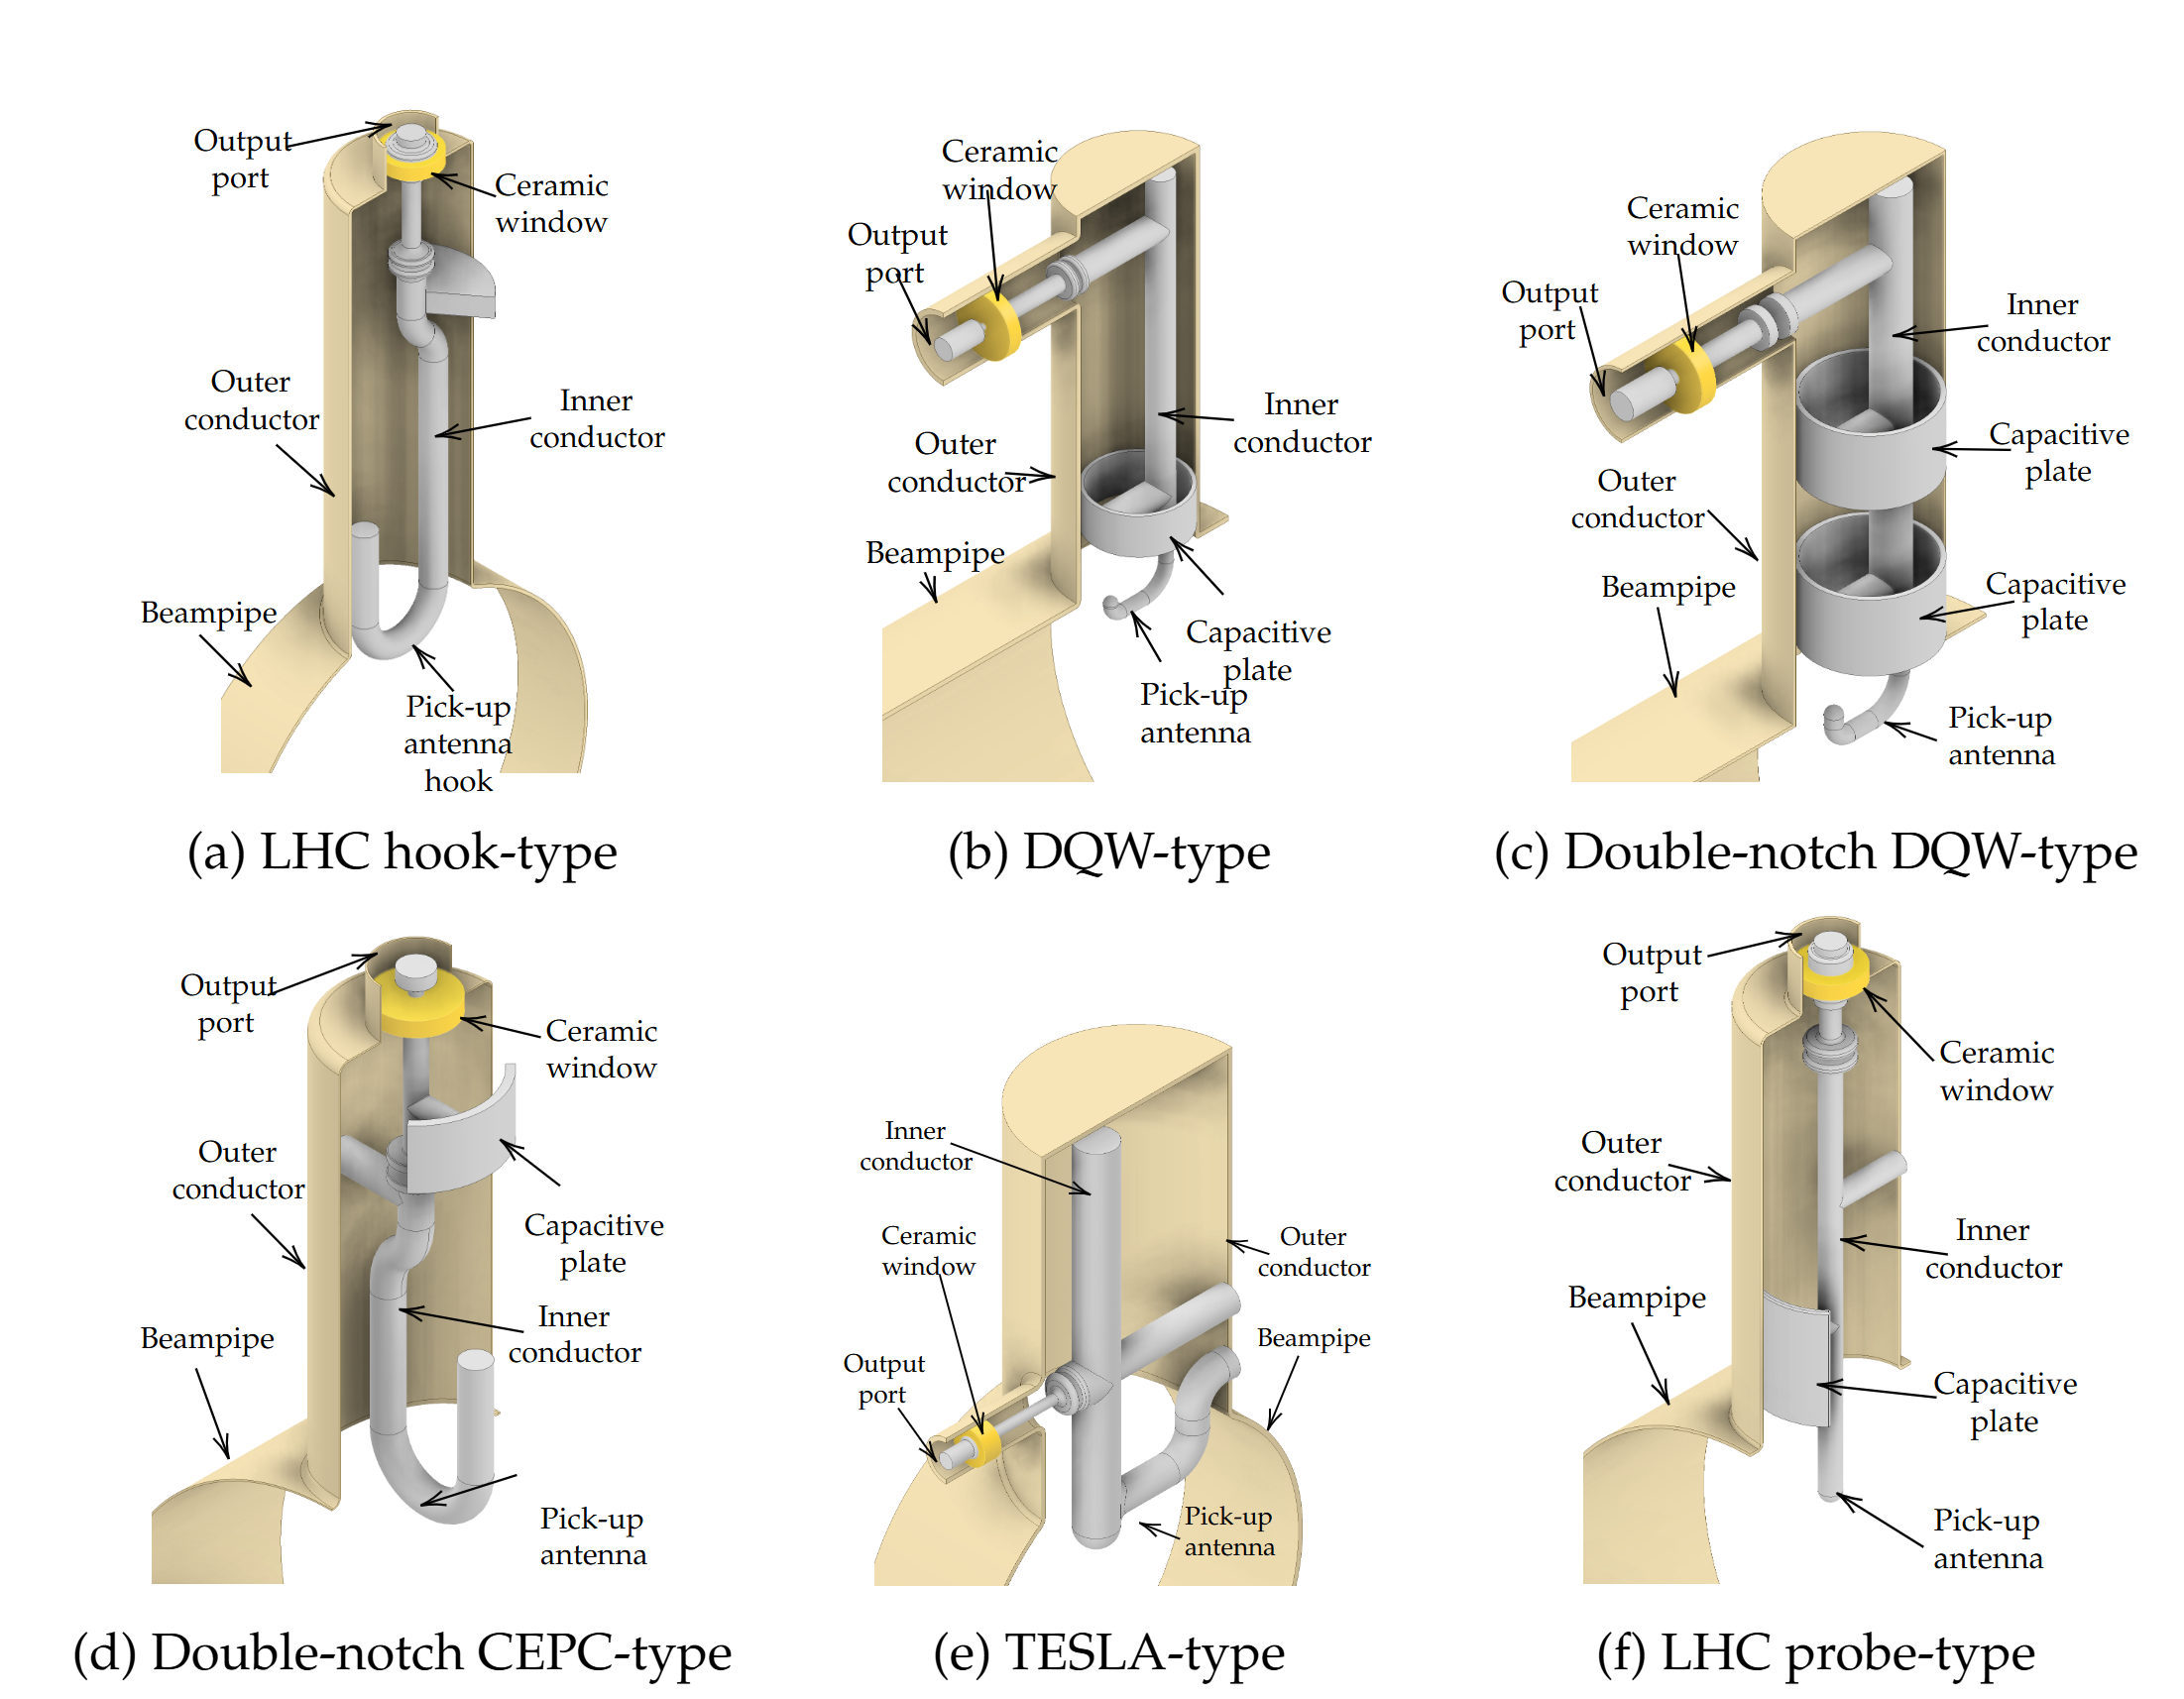 Output
port
Ceramic
window
Outer
conductor
Inner
conductor
Beampipe
Pick-up
antenna
hook
(a) LHC hook-type
Ceramic
window
Output
port
Inner
conductor
Outer
conductor
Beampipe
Capacitive
plate
Pick-up
antenna
(b) DQW-type
Ceramic
window
Output
port
Inner
conductor
Capacitive
plate
Outer
conductor
Beampipe
Capacitive
plate
Pick-up
antenna
(c) Double-notch DQW-type
Output
port
Ceramic
window
Outer
conductor
Capacitive
plate
Inner
conductor
Beampipe
Pick-up
antenna
(d) Double-notch CEPC-type
Inner
conductor
Ceramic
window
Outer
conductor
Beampipe
Output
port
Pick-up
antenna
(e) TESLA-type
Output
port
Ceramic
window
Outer
conductor
Inner
conductor
Beampipe
Capacitive
plate
Pick-up
antenna
(f) LHC probe-type